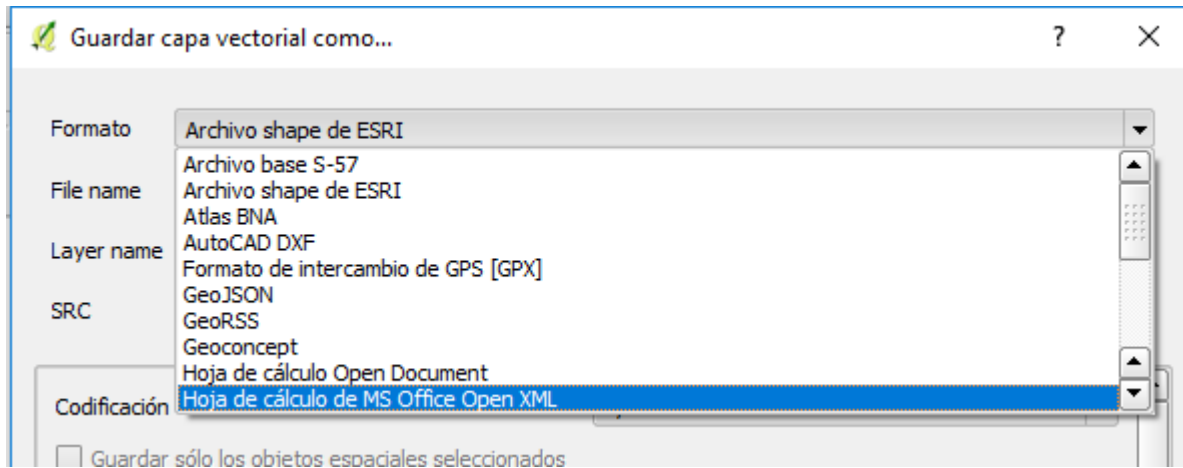 Guardar capa vectorial como... ?
Formato Archivo shape de ESRI
Archivo base S-57
File name Archivo shape de ESRI
Atlas BNA
AutoCAD DXF
Layer name
Formato de intercambio de GPS [GPX]
GeoJSON
SRC
GeoRSS
Geoconcept
Hoja de cálculo Open Document
Codificación Hoja de cálculo de MS Office Open XML
Guardar sólo los objetos espaciales seleccionados